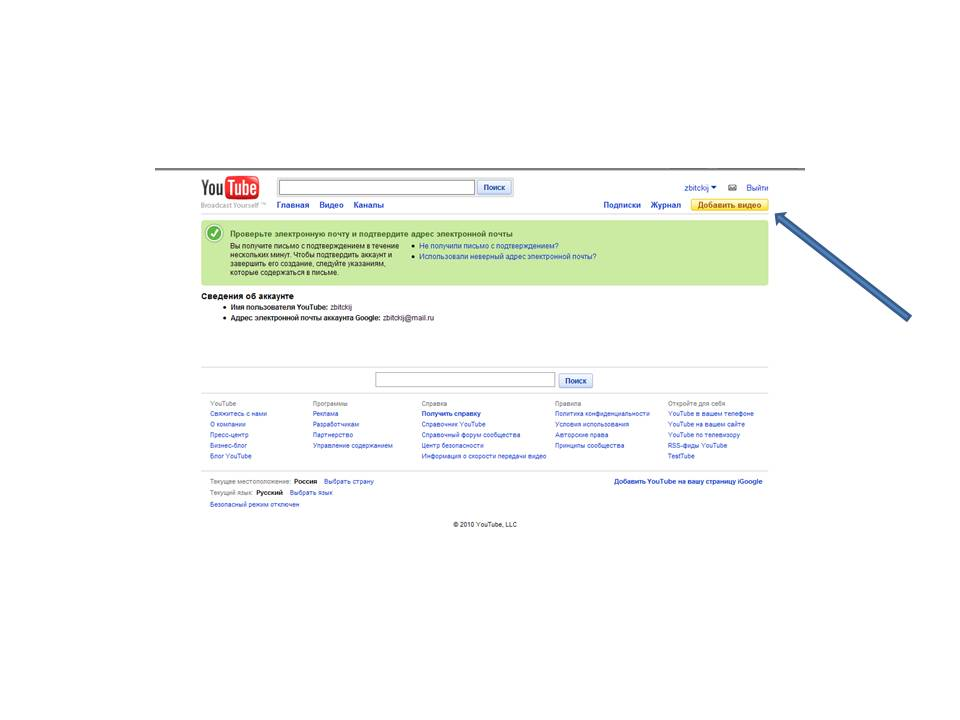 YouTube
Broadcast Yourself™
Поиск
zbitckij Выйти
Главная Видео Каналы
Подписки Журнал Добавить видео
Проверьте электронную почту и подтвердите адрес электронной почты
Вы получите письмо с подтверждением в течение
нескольких минут. Чтобы подтвердить аккаунт и
завершить его создание, следуйте указаниям,
которые содержаться в письме.
Не получили письмо с подтверждением?
Использовали неверный адрес электронной почты?
Сведения об аккаунте
Имя пользователя YouTube: zbitckij
Адрес электронной почты аккаунта Google: zbitckij@mail.ru
Поиск
YouTube
Свяжитесь с нами
О компании
Пресс-центр
Бизнес-блог
Блог YouTube
Программы
Реклама
Разработчикам
Партнерство
Управление содержанием
Справка
Получить справку
Справочник YouTube
Справочный форум сообщества
Центр безопасности
Информация о скорости передачи видео
Правила
Политика конфиденциальности
Условия использования
Авторские права
Принципы сообщества
Откройте для себя
YouTube в вашем телефоне
YouTube на вашем сайте
YouTube по телевизору
RSS-фиды YouTube
TestTube
Текущее местоположение: Россия Выбрать страну
Текущий язык: Русский Выбрать язык
Безопасный режим отключен
Добавить YouTube на вашу страницу iGoogle
© 2010 YouTube, LLC